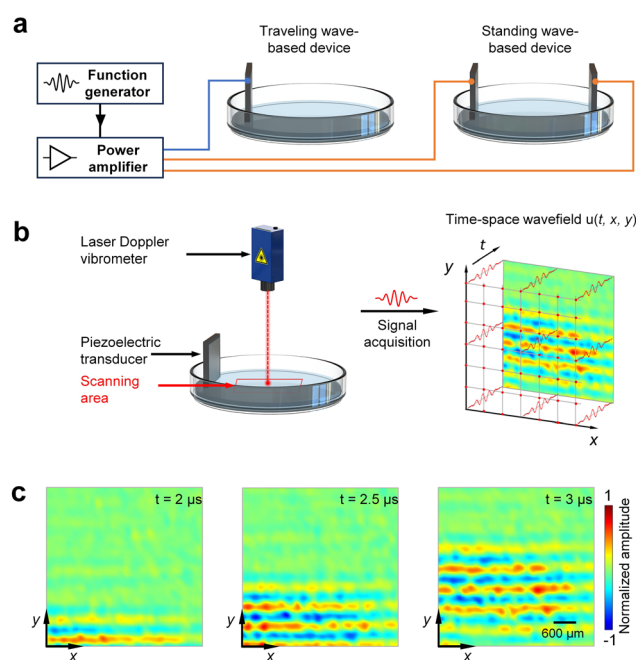 a
Traveling wave-
based device
Standing wave-
based device
Function
generator
Power
amplifier
b
Laser Doppler
vibrometer
Piezoelectric
transducer
Scanning
area
Signal
acquisition
Time-space wavefield u(t, x, y)
t
y
x
c
t = 2 µs
y
x
t = 2.5 µs
y
x
t = 3 µs
y
x
600 µm
1
Normalized amplitude
-1